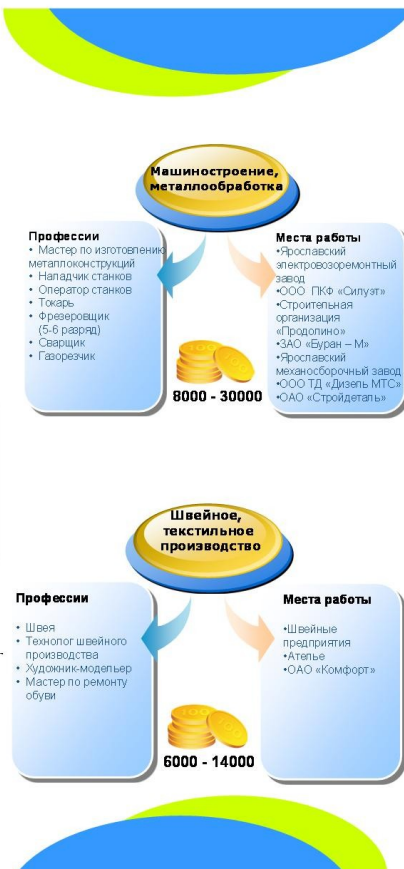 Машиностроение,
металлообработка
Профессии
• Мастер по изготовлению
металлоконструкций
• Наладчик станков
• Оператор станков
• Токарь
• Фрезеровщик
(5-6 разряд)
• Сварщик
• Газорезчик
Места работы
•Ярославский
электровозоремонтный
завод
•ООО ПКФ «Силуэт»
•Строительная
организация
«Продолино»
•ЗАО «Буран – М»
•Ярославский
механосборочный завод
•ООО ТД «Дизель МТС»
•ОАО «Стройдеталь»
8000 - 30000
Швейное,
текстильное
производство
Профессии
• Швея
• Технолог швейного
производства
• Художник-модельер
• Мастер по ремонту
обуви
Места работы
•Швейные
предприятия
•Ателье
•ОАО «Комфорт»
6000 - 14000